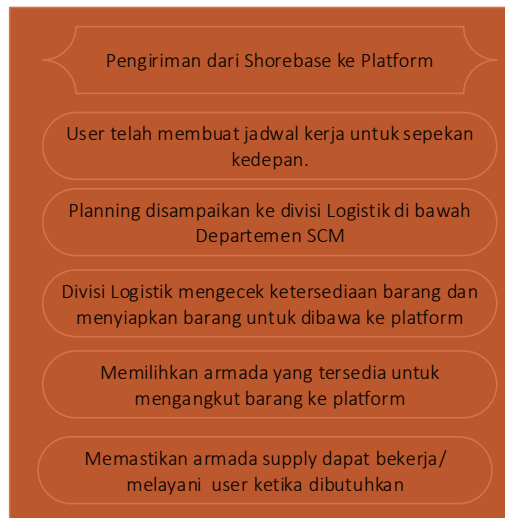 Pengiriman dari Shorebase ke Platform
User telah membuat jadwal kerja untuk sepekan
kedepan.
Planning disampaikan ke divisi Logistik di bawah
Departemen SCM
Divisi Logistik mengecek ketersediaan barang dan
menyiapkan barang untuk dibawa ke platform
Memilihkan armada yang tersedia untuk
mengangkut barang ke platform
Memastikan armada supply dapat bekerja/
melayani user ketika dibutuhkan